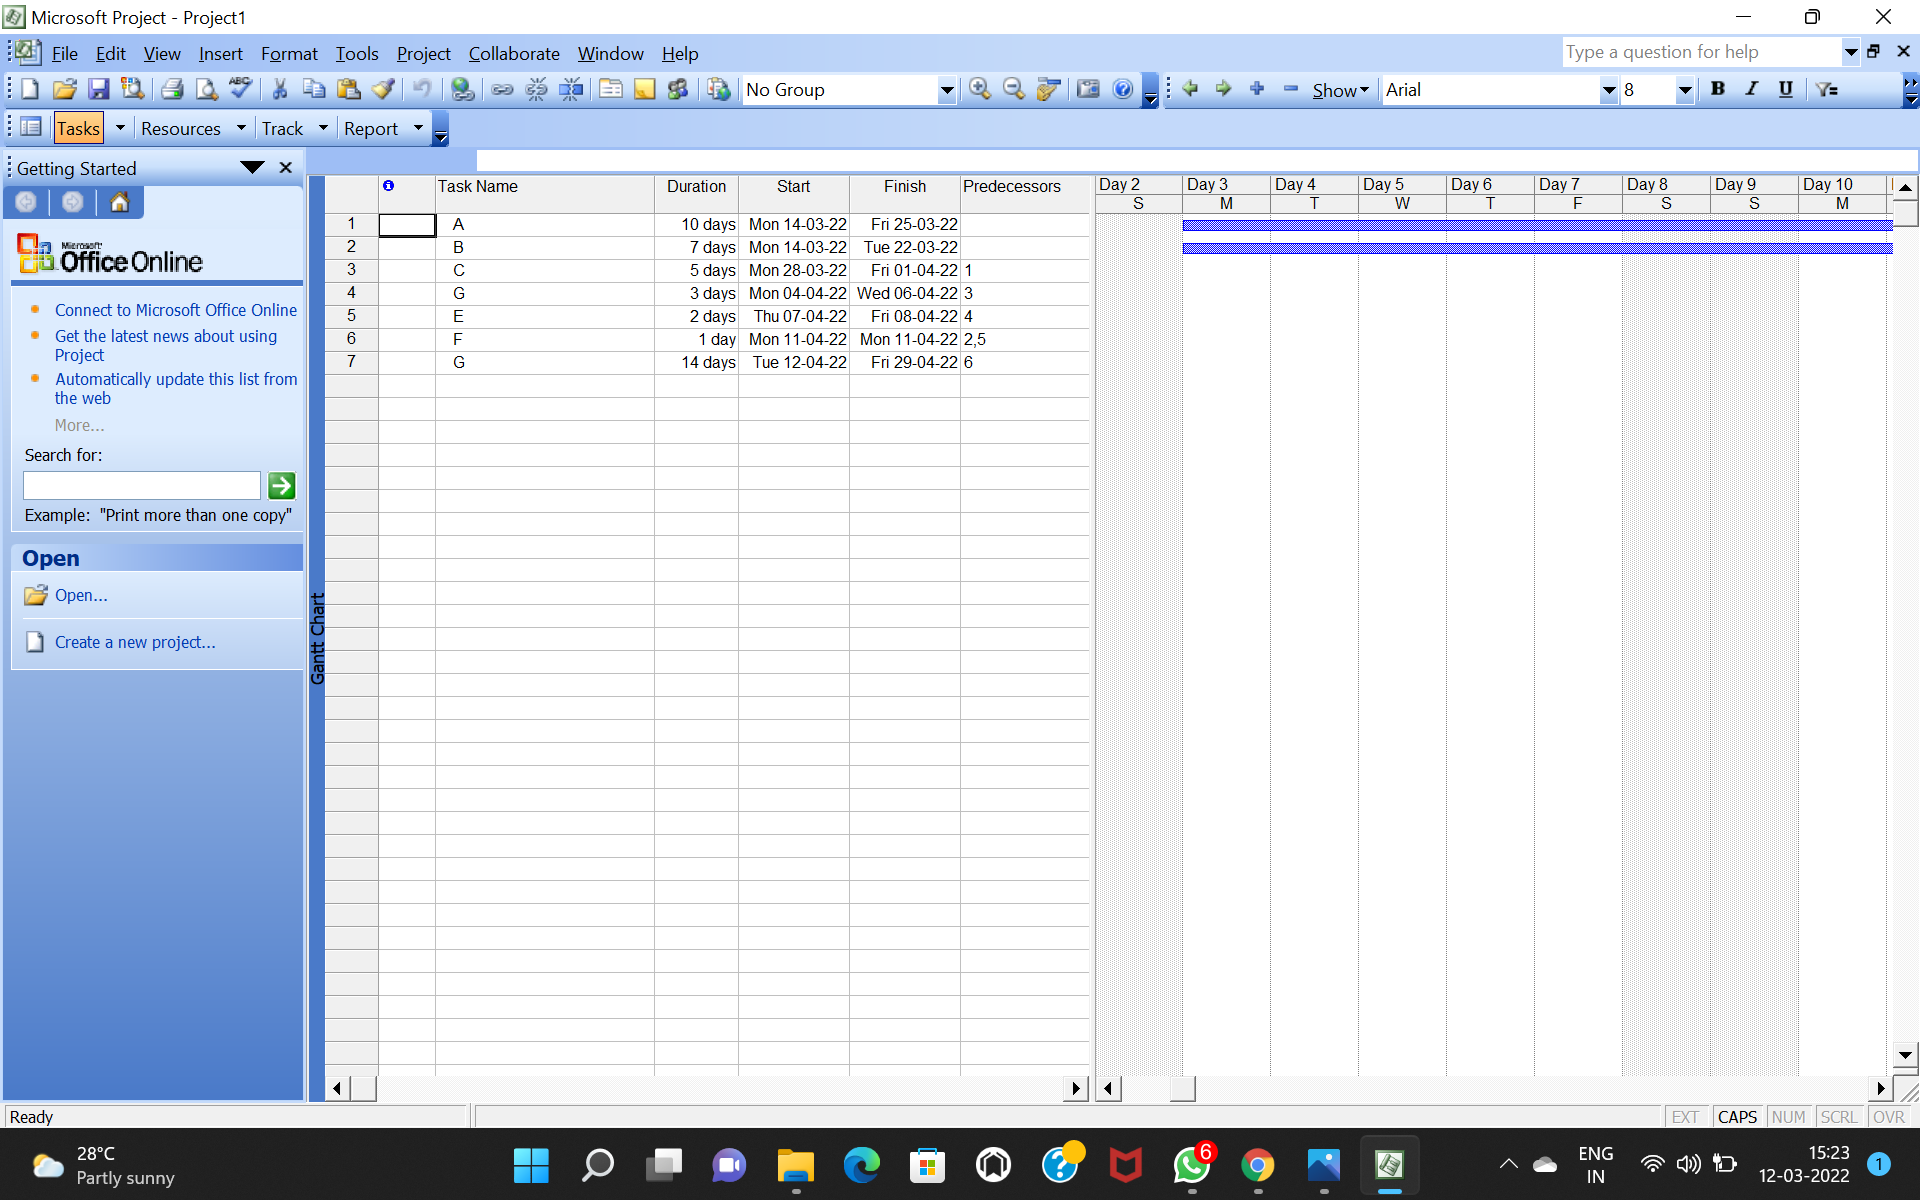 Microsoft Project - Project1
File Edit View Insert Format Tools Project Collaborate Window Help
Type a question for help
No Group
Show
Arial
8
B I U
Tasks Resources Track Report
Getting Started
Microsoft
Office Online
Connect to Microsoft Office Online
Get the latest news about using
Project
Automatically update this list from
the web
More...
Search for:
Example: "Print more than one copy"
Open
Open...
Create a new project...
Gantt Chart
Task Name Duration Start Finish Predecessors
1 A 10 days Mon 14-03-22 Fri 25-03-22
2 B 7 days Mon 14-03-22 Tue 22-03-22
3 C 5 days Mon 28-03-22 Fri 01-04-22 1
4 G 3 days Mon 04-04-22 Wed 06-04-22 3
5 E 2 days Thu 07-04-22 Fri 08-04-22 4
6 F 1 day Mon 11-04-22 Mon 11-04-22 2,5
7 G 14 days Tue 12-04-22 Fri 29-04-22 6
Day 2 Day 3 Day 4 Day 5 Day 6 Day 7 Day 8 Day 9 Day 10
S M T W T F S S M
Ready
EXT CAPS NUM SCRL OVR
28°C
Partly sunny
6
ENG
IN
15:23
12-03-2022
1